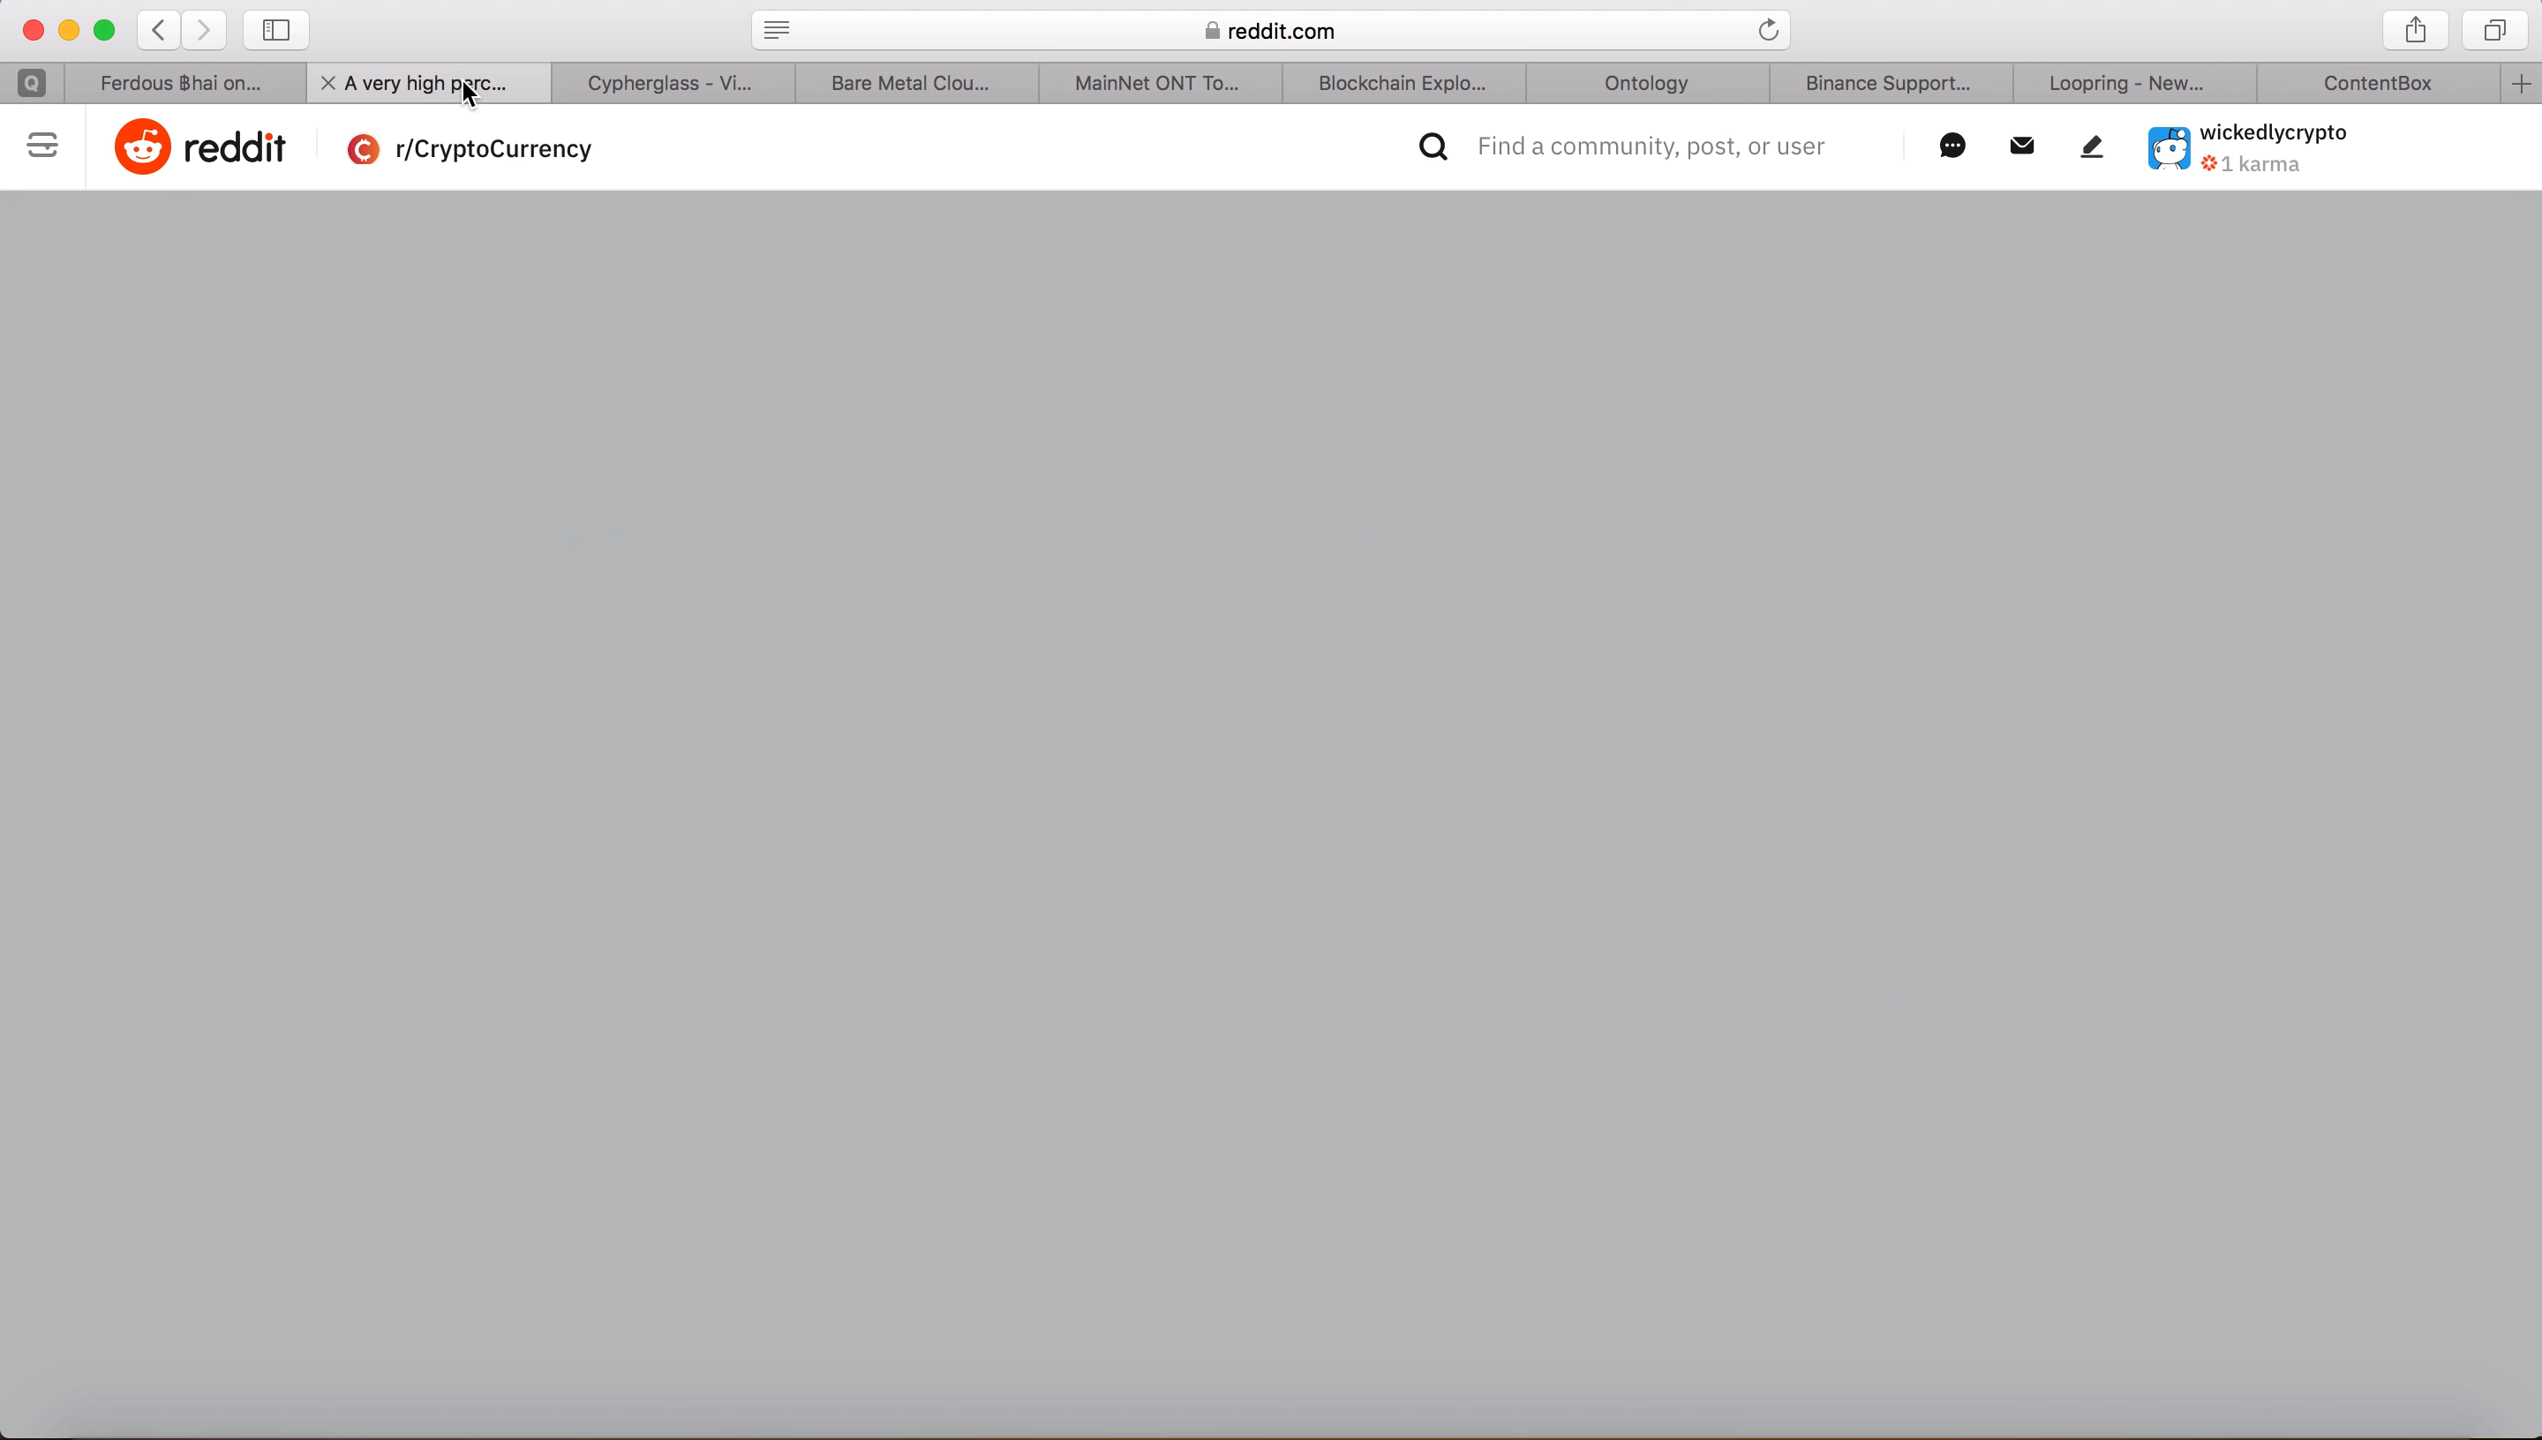 reddit.com
Q
Ferdous ₿hai on...
A very high perc...
Cypherglass - Vi...
Bare Metal Clou...
MainNet ONT To...
Blockchain Explo...
Ontology
Binance Support...
Loopring - New...
ContentBox
reddit
r/CryptoCurrency
Find a community, post, or user
wickedlycrypto
1 karma